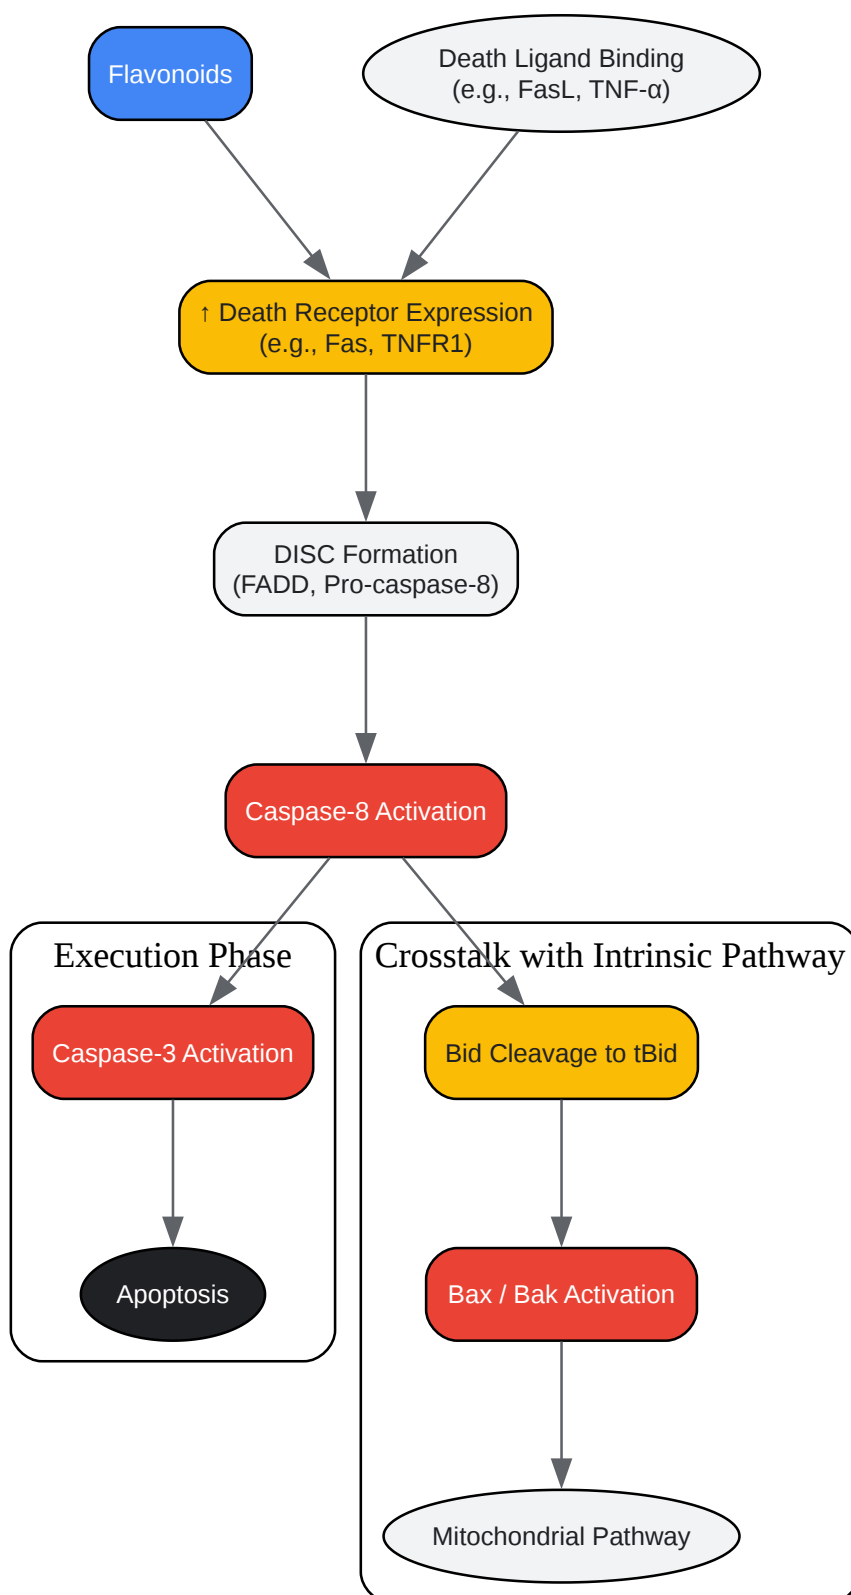 Flavonoids
Death Ligand Binding
(e.g., FasL, TNF-α)
↑ Death Receptor Expression
(e.g., Fas, TNFR1)
DISC Formation
(FADD, Pro-caspase-8)
Caspase-8 Activation
Execution Phase
Crosstalk with Intrinsic Pathway
Caspase-3 Activation
Bid Cleavage to tBid
Apoptosis
Bax / Bak Activation
Mitochondrial Pathway